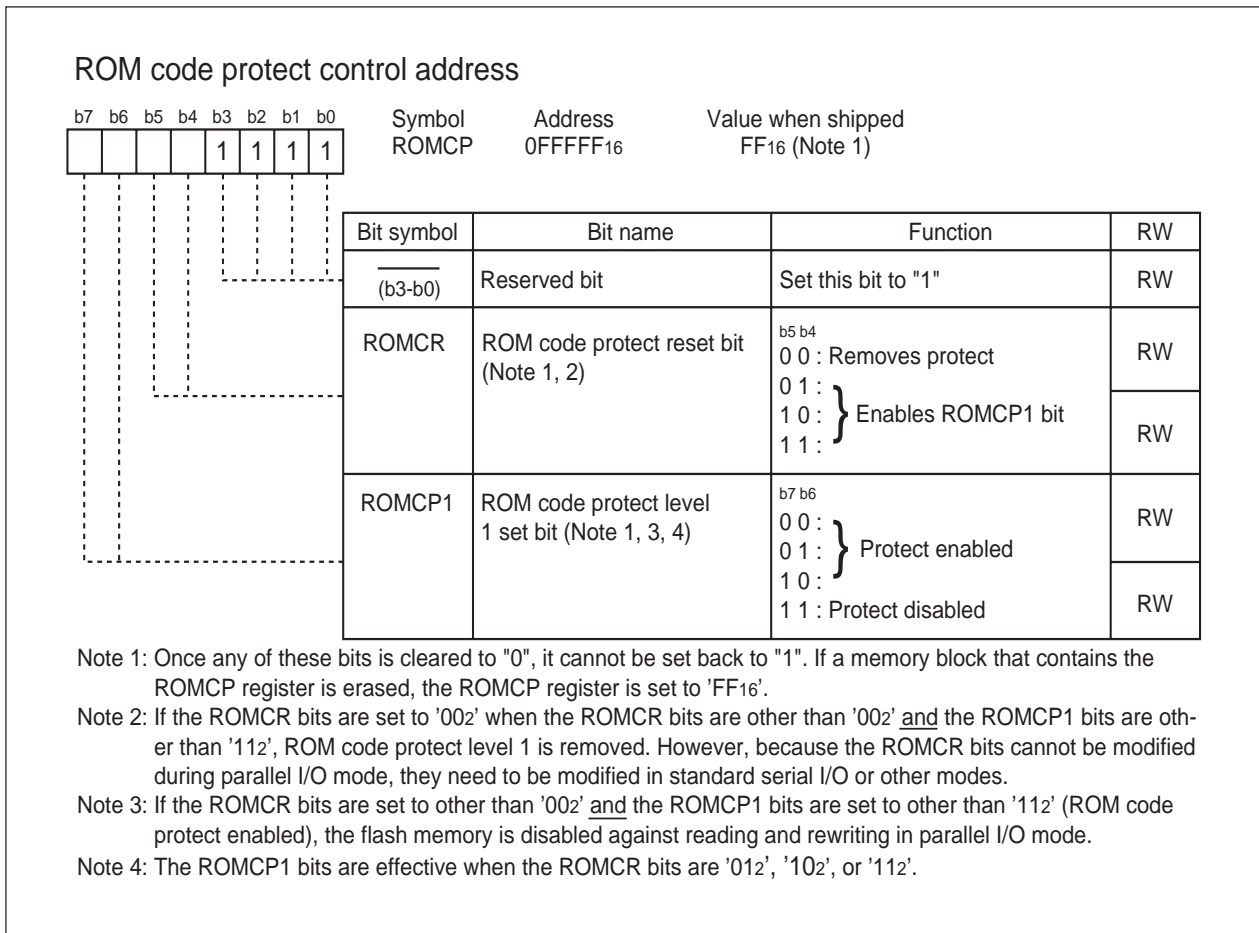 ROM code protect control address
b7 b6 b5 b4 b3 b2 b1 b0
1 1 1 1
Symbol Address Value when shipped
ROMCP 0FFFFF16 FF16 (Note 1)
Bit symbol Bit name Function RW
(b3-b0) Reserved bit Set this bit to "1" RW
ROMCR ROM code protect reset bit
(Note 1, 2)
b5 b4
0 0 : Removes protect
0 1 :
1 0 : } Enables ROMCP1 bit
1 1 :
RW
RW
ROMCP1 ROM code protect level
1 set bit (Note 1, 3, 4)
b7 b6
0 0 :
0 1 : } Protect enabled
1 0 :
1 1 : Protect disabled
RW
RW
Note 1: Once any of these bits is cleared to "0", it cannot be set back to "1". If a memory block that contains the
ROMCP register is erased, the ROMCP register is set to ’FF16’.
Note 2: If the ROMCR bits are set to ’002’ when the ROMCR bits are other than ’002’ and the ROMCP1 bits are oth-
er than ’112’, ROM code protect level 1 is removed. However, because the ROMCR bits cannot be modified
during parallel I/O mode, they need to be modified in standard serial I/O or other modes.
Note 3: If the ROMCR bits are set to other than ’002’ and the ROMCP1 bits are set to other than ’112’ (ROM code
protect enabled), the flash memory is disabled against reading and rewriting in parallel I/O mode.
Note 4: The ROMCP1 bits are effective when the ROMCR bits are ’012’, ’102’, or ’112’.